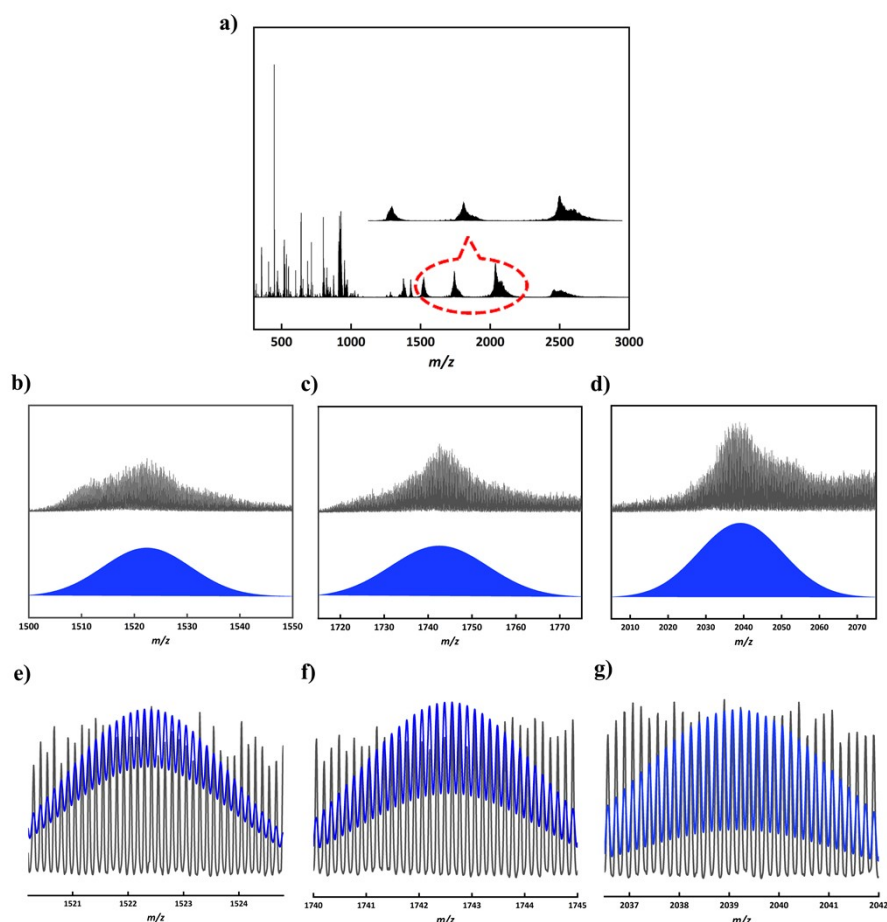 a)
500 1000 1500 2000 2500 3000
m/z
b) c) d)
1500 1510 1520 1530 1540 1550
m/z
1720 1730 1740 1750 1760 1770
m/z
2010 2020 2030 2040 2050 2060 2070
m/z
e) f) g)
1521 1522 1523 1524
m/z
1740 1741 1742 1743 1744 1745
m/z
2037 2038 2039 2040 2041 2042
m/z